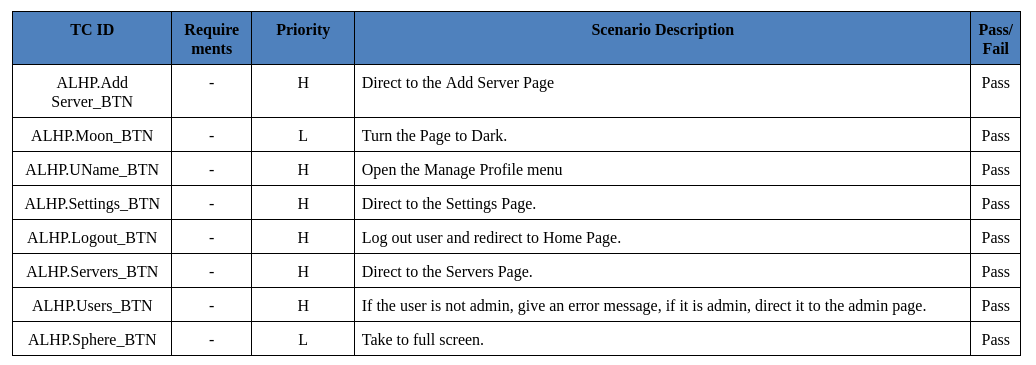 TC ID Require Priority Scenario Description Pass/
ments Fail
ALHP.Add - H Direct to the Add Server Page Pass
Server_BTN
ALHP.Moon_BTN - L Turn the Page to Dark. Pass
ALHP.UName_BTN - H Open the Manage Profile menu Pass
ALHP.Settings_BTN - H Direct to the Settings Page. Pass
ALHP.Logout_BTN - H Log out user and redirect to Home Page. Pass
ALHP.Servers_BTN - H Direct to the Servers Page. Pass
ALHP.Users_BTN - H If the user is not admin, give an error message, if it is admin, direct it to the admin page. Pass
ALHP.Sphere_BTN - L Take to full screen. Pass